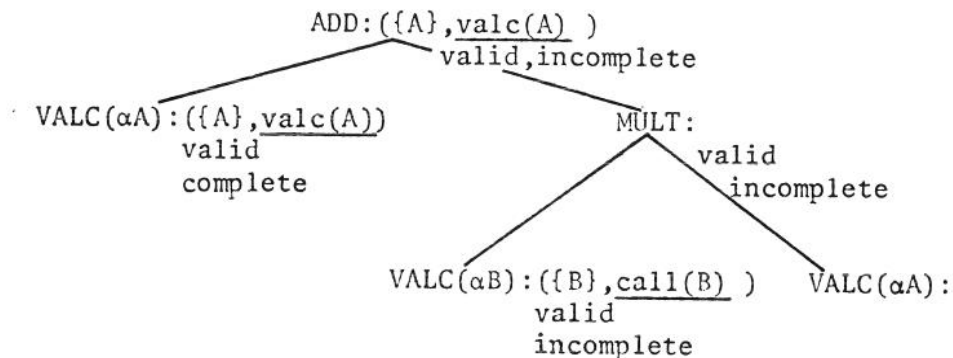 ADD:({A},valc(A) )
valid,incomplete
VALC(αA):({A},valc(A))
valid
complete
MULT:
valid
incomplete
VALC(αB):({B},call(B) )
valid
incomplete
VALC(αA):